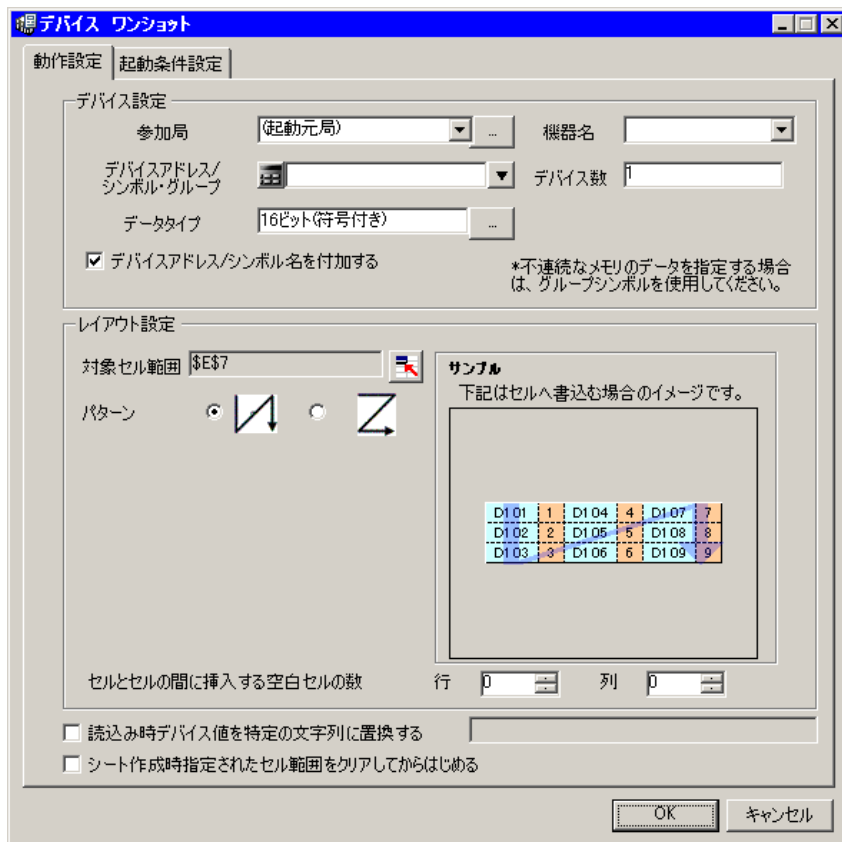 デバイス ワンショット
動作設定 起動条件設定
デバイス設定
参加局 (起動元局) ... 機器名
デバイスアドレス/
シンボル・グループ
デバイス数 1
データタイプ 16ビット(符号付き) ...
デバイスアドレス/シンボル名を付加する
*不連続なメモリのデータを指定する場合
は、グループシンボルを使用してください。
レイアウト設定
対象セル範囲 $E$7
パターン
サンプル
下記はセルへ書込む場合のイメージです。
D101 1 D104 4 D107 7
D102 2 D105 5 D108 8
D103 3 D106 6 D109 9
セルとセルの間に挿入する空白セルの数 行 0 列 0
読込み時デバイス値を特定の文字列に置換する
シート作成時指定されたセル範囲をクリアしてからはじめる
OK キャンセル